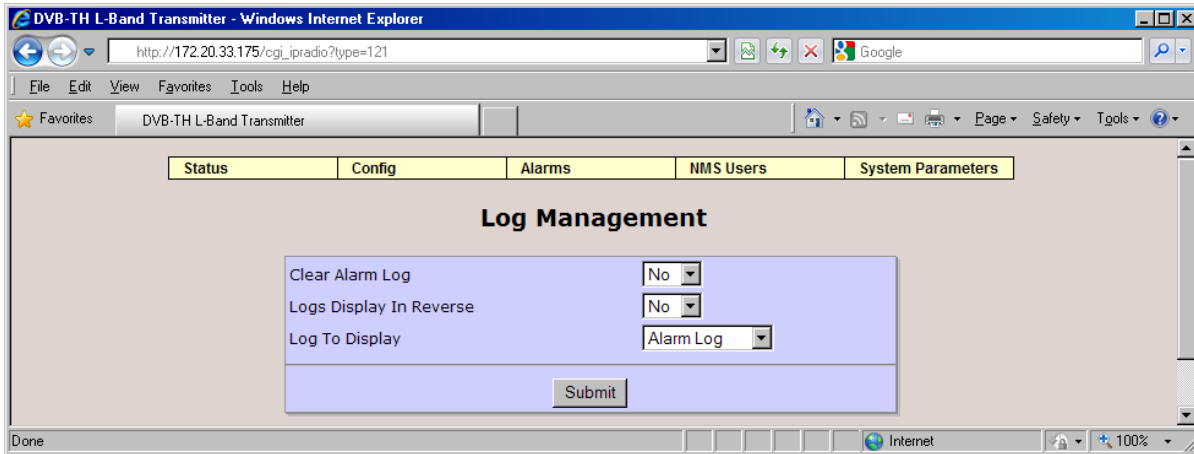 DVB-TH L-Band Transmitter - Windows Internet Explorer
http://172.20.33.175/cgi_ipradio?type=121
Google
File Edit View Favorites Tools Help
Favorites DVB-TH L-Band Transmitter Page Safety Tools
Status Config Alarms NMS Users System Parameters
Log Management
Clear Alarm Log No
Logs Display In Reverse No
Log To Display Alarm Log
Submit
Done Internet 100%